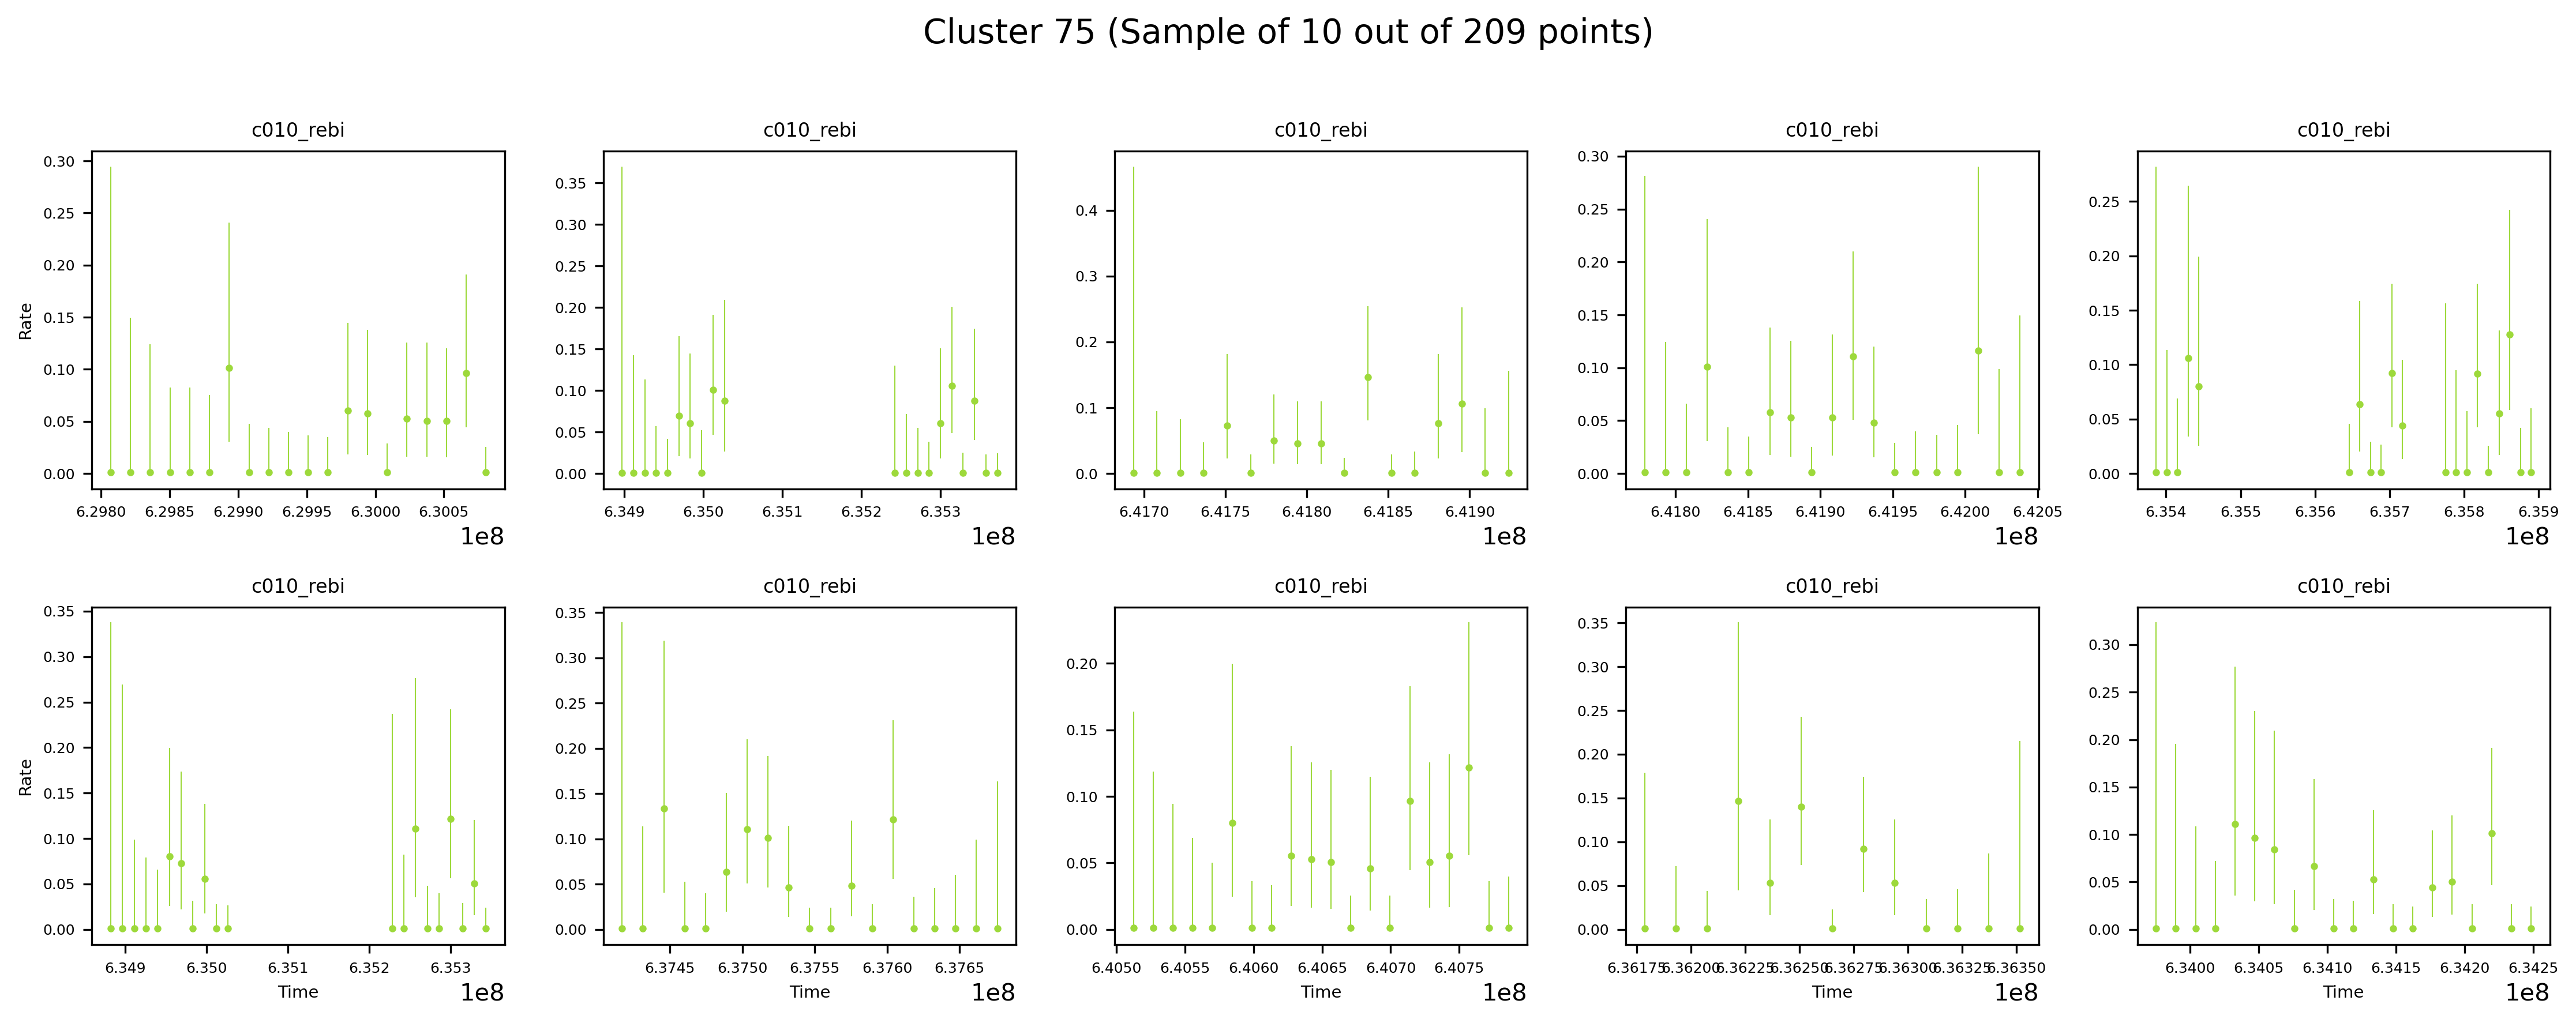 Cluster 75 (Sample of 10 out of 209 points)
c010_rebi c010_rebi c010_rebi c010_rebi c010_rebi
Rate
0.30 0.25 0.20 0.15 0.10 0.05 0.00
6.2980 6.2985 6.2990 6.2995 6.3000 6.3005
1e8
0.35 0.30 0.25 0.20 0.15 0.10 0.05 0.00
6.349 6.350 6.351 6.352 6.353
1e8
0.4 0.3 0.2 0.1 0.0
6.4170 6.4175 6.4180 6.4185 6.4190
1e8
0.30 0.25 0.20 0.15 0.10 0.05 0.00
6.4180 6.4185 6.4190 6.4195 6.4200 6.4205
1e8
0.25 0.20 0.15 0.10 0.05 0.00
6.354 6.355 6.356 6.357 6.358 6.359
1e8
c010_rebi c010_rebi c010_rebi c010_rebi c010_rebi
Rate
0.35 0.30 0.25 0.20 0.15 0.10 0.05 0.00
6.349 6.350 6.351 6.352 6.353
Time 1e8
0.35 0.30 0.25 0.20 0.15 0.10 0.05 0.00
6.3745 6.3750 6.3755 6.3760 6.3765
Time 1e8
0.20 0.15 0.10 0.05 0.00
6.4050 6.4055 6.4060 6.4065 6.4070 6.4075
Time 1e8
0.35 0.30 0.25 0.20 0.15 0.10 0.05 0.00
6.36175 6.36200 6.36225 6.36250 6.36275 6.36300 6.36325 6.36350
Time 1e8
0.30 0.25 0.20 0.15 0.10 0.05 0.00
6.3400 6.3405 6.3410 6.3415 6.3420 6.3425
Time 1e8